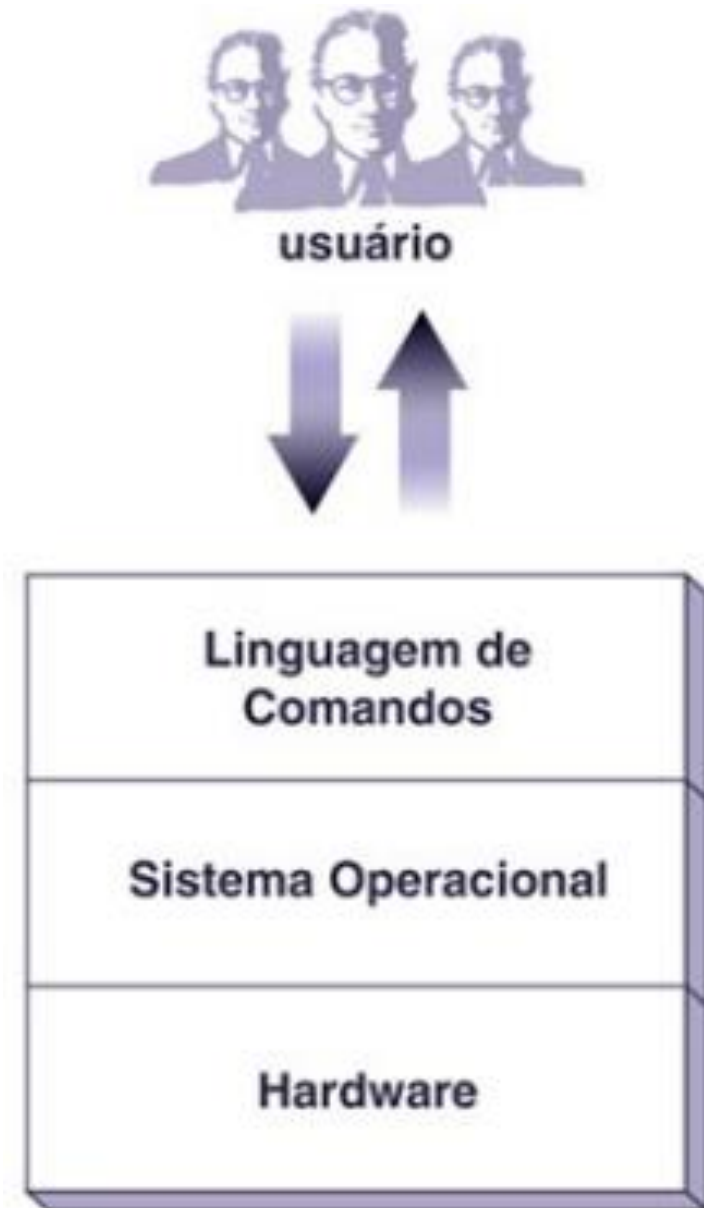 usuário
Linguagem de
Comandos
Sistema Operacional
Hardware